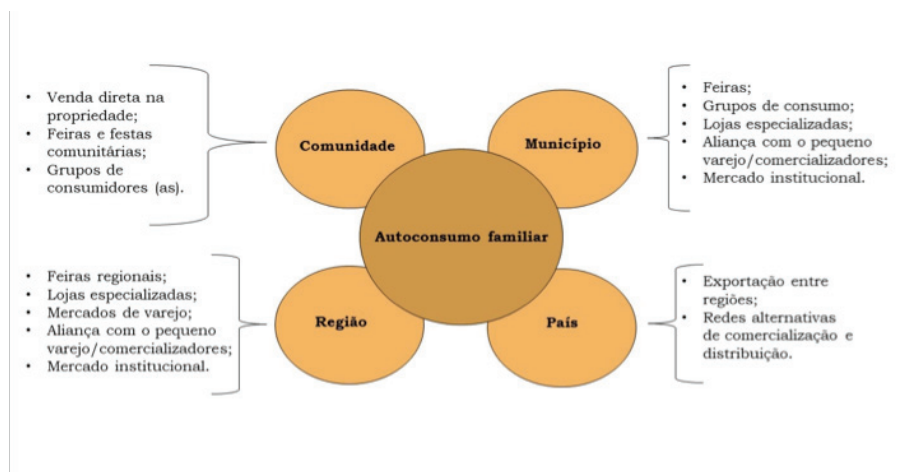 • Venda direta na
propriedade;
• Feiras e festas
comunitárias;
• Grupos de
consumidores (as).
Comunidade
Município
• Feiras;
• Grupos de consumo;
• Lojas especializadas;
• Aliança com o pequeno
varejo/comercializadores;
• Mercado institucional.
Autoconsumo familiar
• Feiras regionais;
• Lojas especializadas;
• Mercados de varejo;
• Aliança com o pequeno
varejo/comercializadores;
• Mercado institucional.
Região
País
• Exportação entre
regiões;
• Redes alternativas
de comercialização e
distribuição.